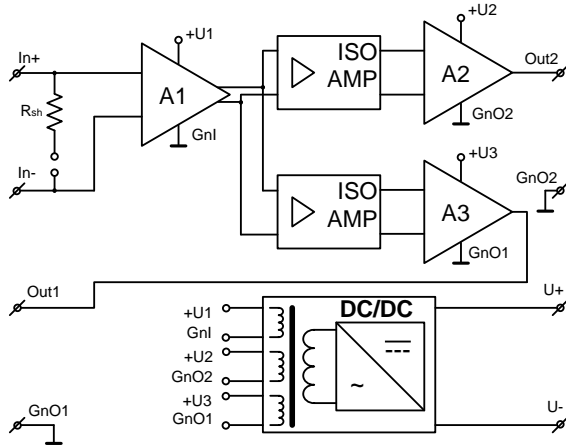 +U1
+U2
In+
ISO
AMP
Out2
A1
A2
Rsh
GnI
GnO2
+U3
In-
ISO
AMP
GnO2
A3
GnO1
Out1
U+
+U1
DC/DC
GnI
+U2
GnO2
~
+U3
GnO1
GnO1
U-